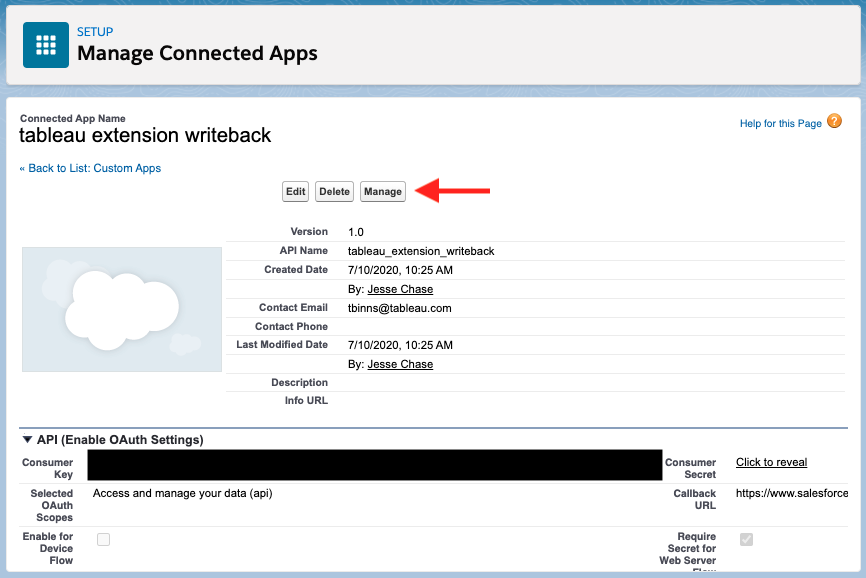 SETUP
Manage Connected Apps
Connected App Name
tableau extension writeback
Help for this Page ?
« Back to List: Custom Apps
Edit Delete Manage
Version 1.0
API Name tableau_extension_writeback
Created Date 7/10/2020, 10:25 AM
By: Jesse Chase
Contact Email tbinns@tableau.com
Contact Phone
Last Modified Date 7/10/2020, 10:25 AM
By: Jesse Chase
Description
Info URL
API (Enable OAuth Settings)
Consumer Key
Consumer Secret
Click to reveal
Selected OAuth Scopes
Access and manage your data (api)
Callback URL
https://www.salesforce
Enable for Device Flow
Require Secret for Web Server Flow